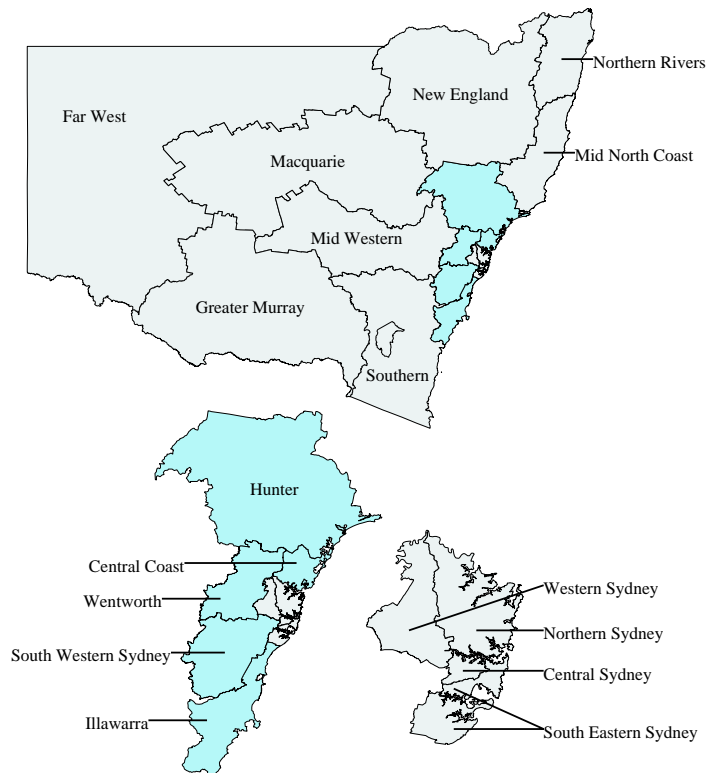 Northern Rivers
New England
Far West
Mid North Coast
Macquarie
Mid Western
Greater Murray
Southern
Hunter
Central Coast
Western Sydney
Wentworth
Northern Sydney
South Western Sydney
Central Sydney
Illawarra
South Eastern Sydney